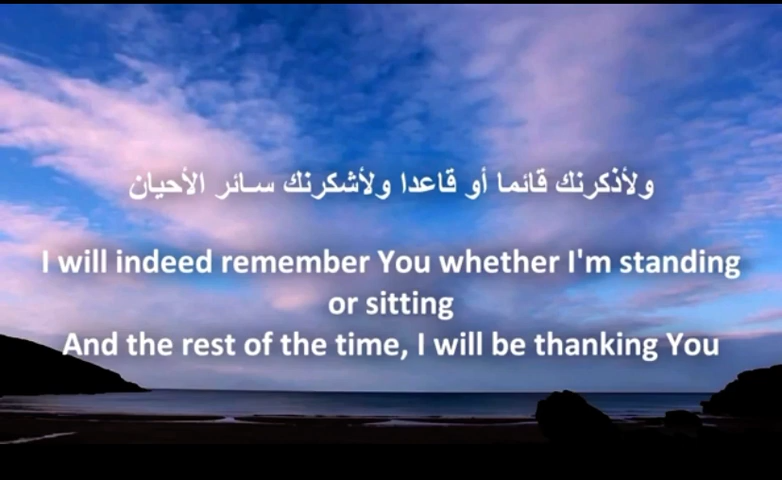 ولأذكرنك قائما أو قاعدا ولأشكرنك سائر الأحيان
I will indeed remember You whether I'm standing
or sitting
And the rest of the time, I will be thanking You